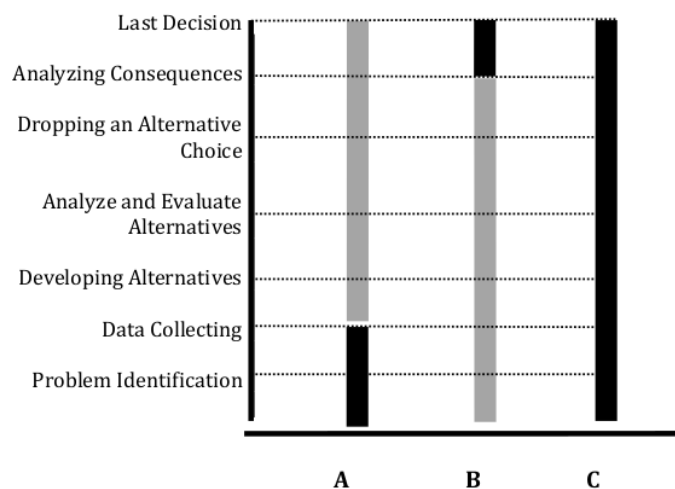 Last Decision
Analyzing Consequences
Dropping an Alternative
Choice
Analyze and Evaluate
Alternatives
Developing Alternatives
Data Collecting
Problem Identification
A B C